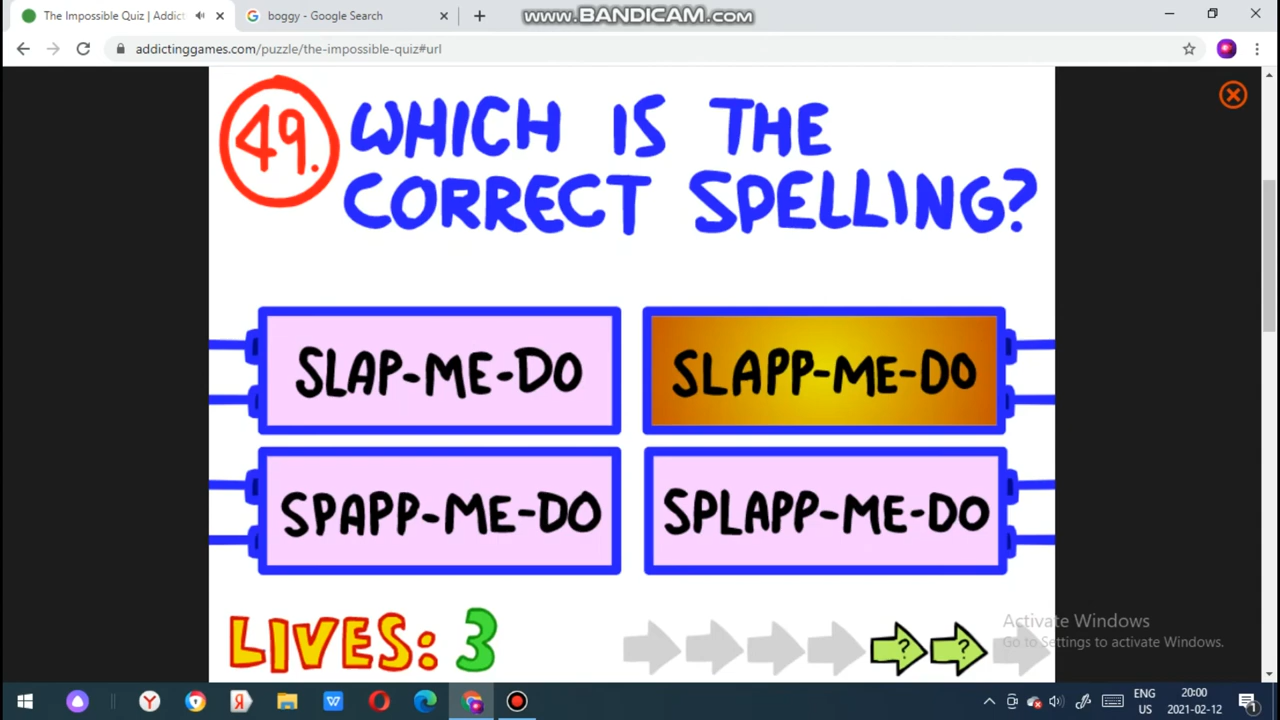 The Impossible Quiz | Addict
boggy - Google Search
www.BANDICAM.com
addictinggames.com/puzzle/the-impossible-quiz#url
49. WHICH IS THE
CORRECT SPELLING?
SLAP-ME-DO
SLAPP-ME-DO
SPAPP-ME-DO
SPLAPP-ME-DO
LIVES: 3
? ?
Activate Windows
Go to Settings to activate Windows.
ENG
US
20:00
2021-02-12